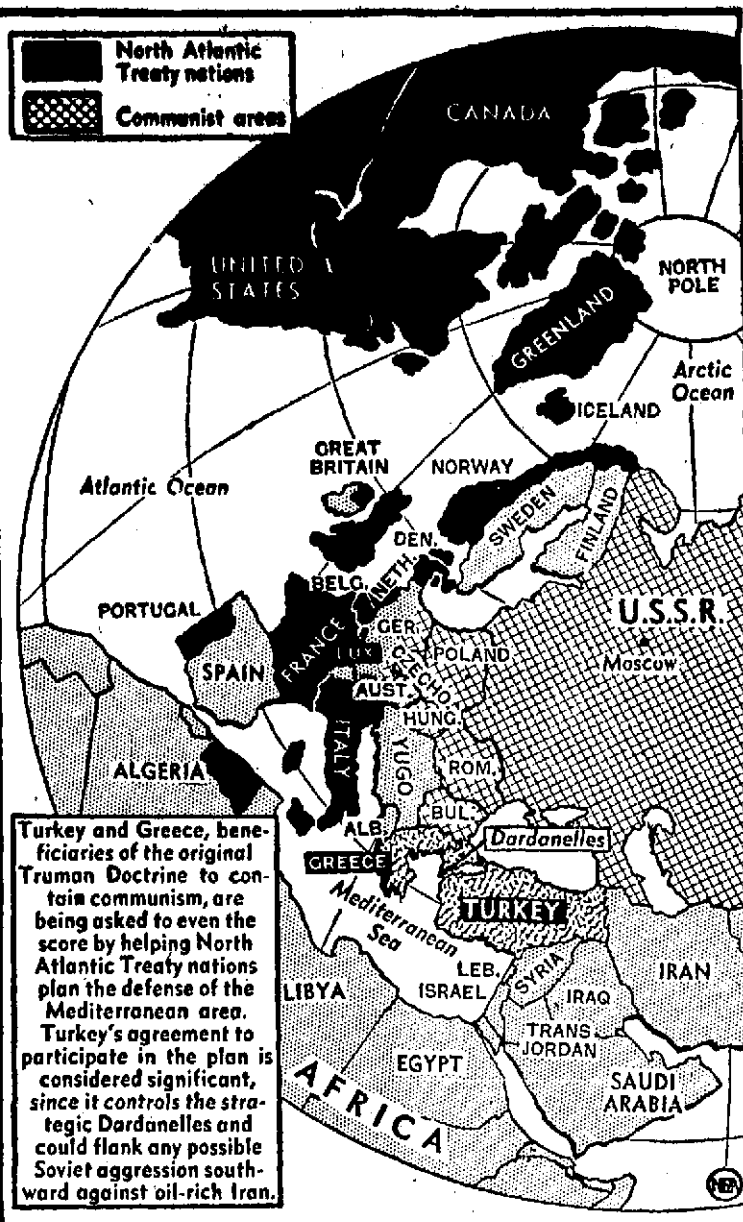 North Atlantic
Treaty nations
Communist areas
CANADA
UNITED
STATES
NORTH
POLE
GREENLAND
Arctic
Ocean
ICELAND
GREAT
BRITAIN
NORWAY
Atlantic Ocean
SWEDEN
FINLAND
DEN.
NETH.
BELG.
PORTUGAL
U.S.S.R.
Moscow
GER.
POLAND
FRANCE
LUX.
CZECHO.
SPAIN
AUST.
HUNG.
ITALY
YUGO
ROM.
ALGERIA
BUL.
ALB.
Dardanelles
GREECE
TURKEY
Mediterranean
Sea
LEB.
SYRIA
IRAN
LIBYA
ISRAEL
IRAQ
TRANS.
JORDAN
EGYPT
SAUDI
ARABIA
AFRICA
Turkey and Greece, bene-
ficiaries of the original
Truman Doctrine to con-
tain communism, are
being asked to even the
score by helping North
Atlantic Treaty nations
plan the defense of the
Mediterranean area.
Turkey's agreement to
participate in the plan is
considered significant,
since it controls the stra-
tegic Dardanelles and
could flank any possible
Soviet aggression south-
ward against oil-rich Iran.
NEA